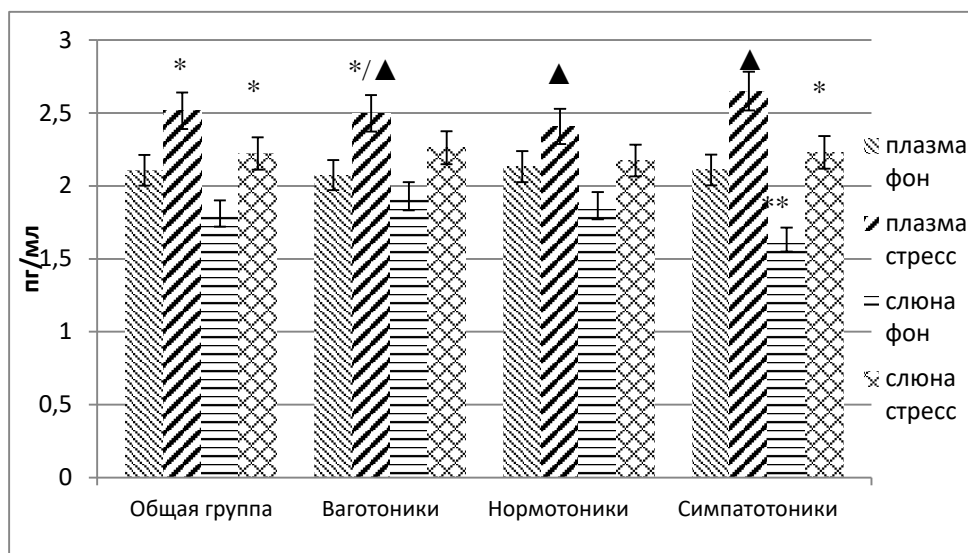 3
2,5
2
1,5
1
0,5
0
пг/мл
* * */▲ ▲ ▲ *
**
Общая группа Ваготоники Нормотоники Симпатотоники
плазма
фон
плазма
стресс
слюна
фон
слюна
стресс